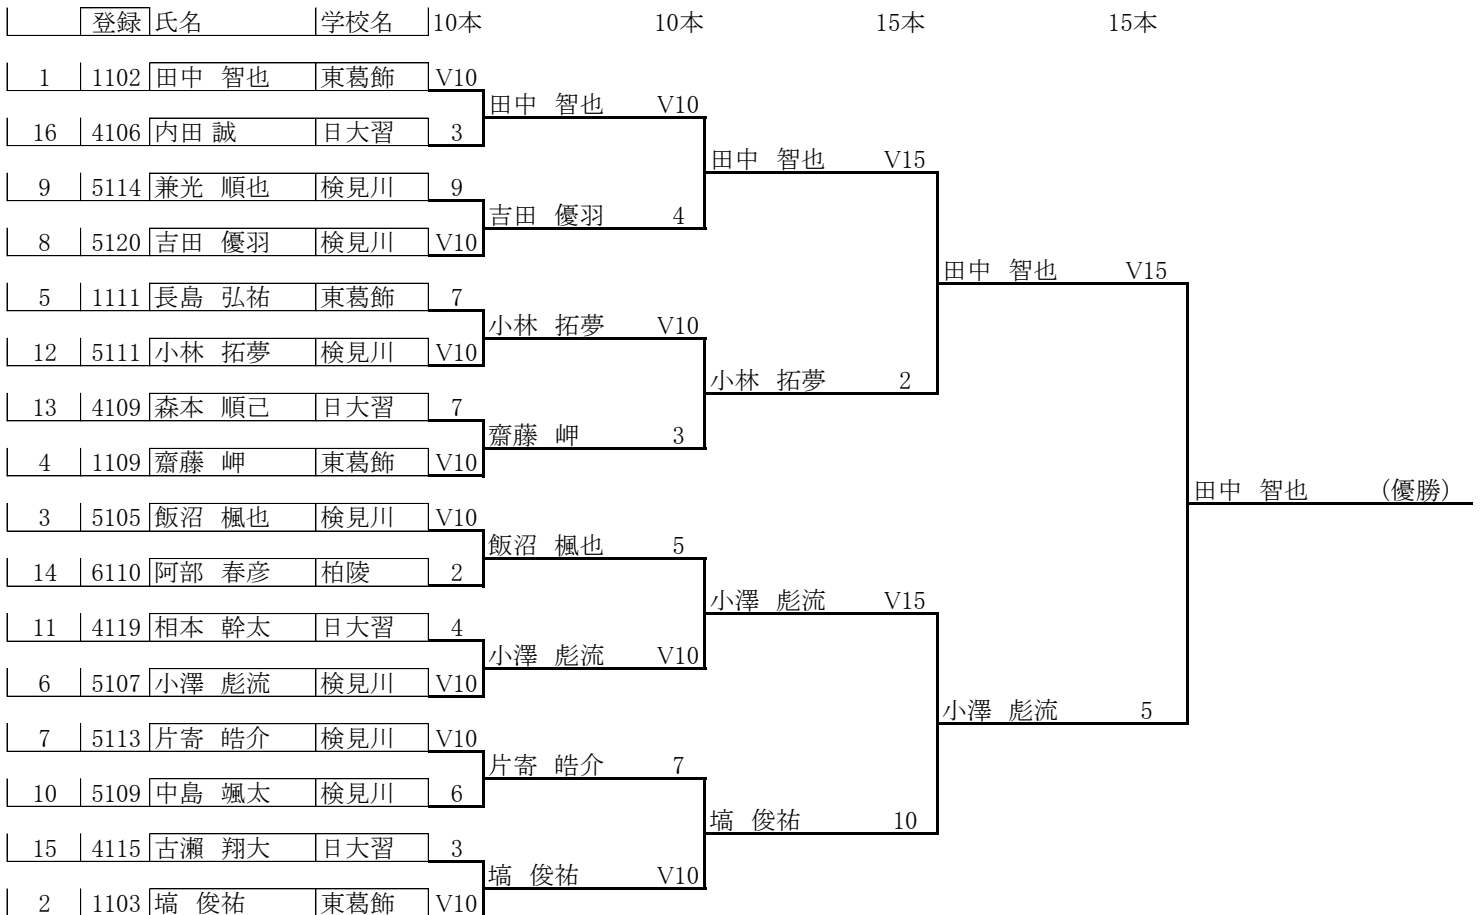 登録 氏名 学校名 10本 10本 15本 15本
1 1102 田中 智也 東葛飾 V10
田中 智也 V10
16 4106 内田 誠 日大習 3
田中 智也 V15
9 5114 兼光 順也 検見川 9
吉田 優羽 4
8 5120 吉田 優羽 検見川 V10
田中 智也 V15
5 1111 長島 弘祐 東葛飾 7
小林 拓夢 V10
12 5111 小林 拓夢 検見川 V10
小林 拓夢 2
13 4109 森本 順己 日大習 7
齋藤 岬 3
4 1109 齋藤 岬 東葛飾 V10
田中 智也 (優勝)
3 5105 飯沼 楓也 検見川 V10
飯沼 楓也 5
14 6110 阿部 春彦 柏陵 2
小澤 彪流 V15
11 4119 相本 幹太 日大習 4
小澤 彪流 V10
6 5107 小澤 彪流 検見川 V10
小澤 彪流 5
7 5113 片寄 皓介 検見川 V10
片寄 皓介 7
10 5109 中島 颯太 検見川 6
塙 俊祐 10
15 4115 古瀬 翔大 日大習 3
塙 俊祐 V10
2 1103 塙 俊祐 東葛飾 V10